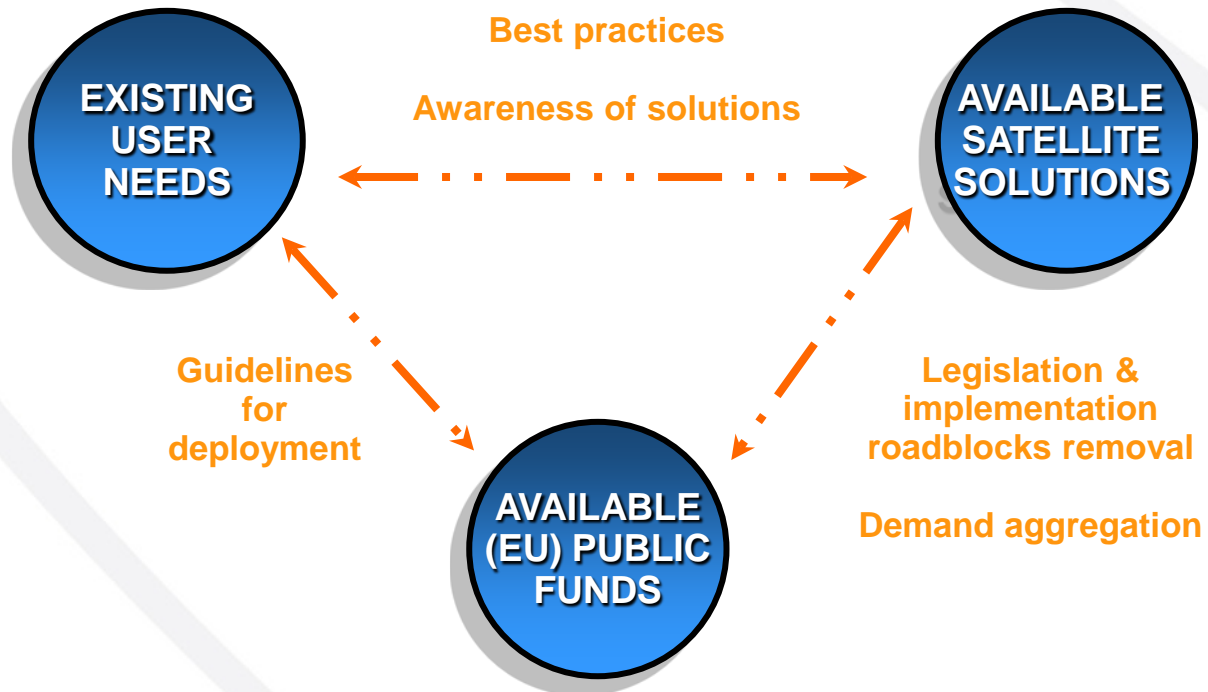 Best practices
Awareness of solutions
EXISTING
USER
NEEDS
AVAILABLE
SATELLITE
SOLUTIONS
Guidelines
for
deployment
Legislation &
implementation
roadblocks removal
Demand aggregation
AVAILABLE
(EU) PUBLIC
FUNDS